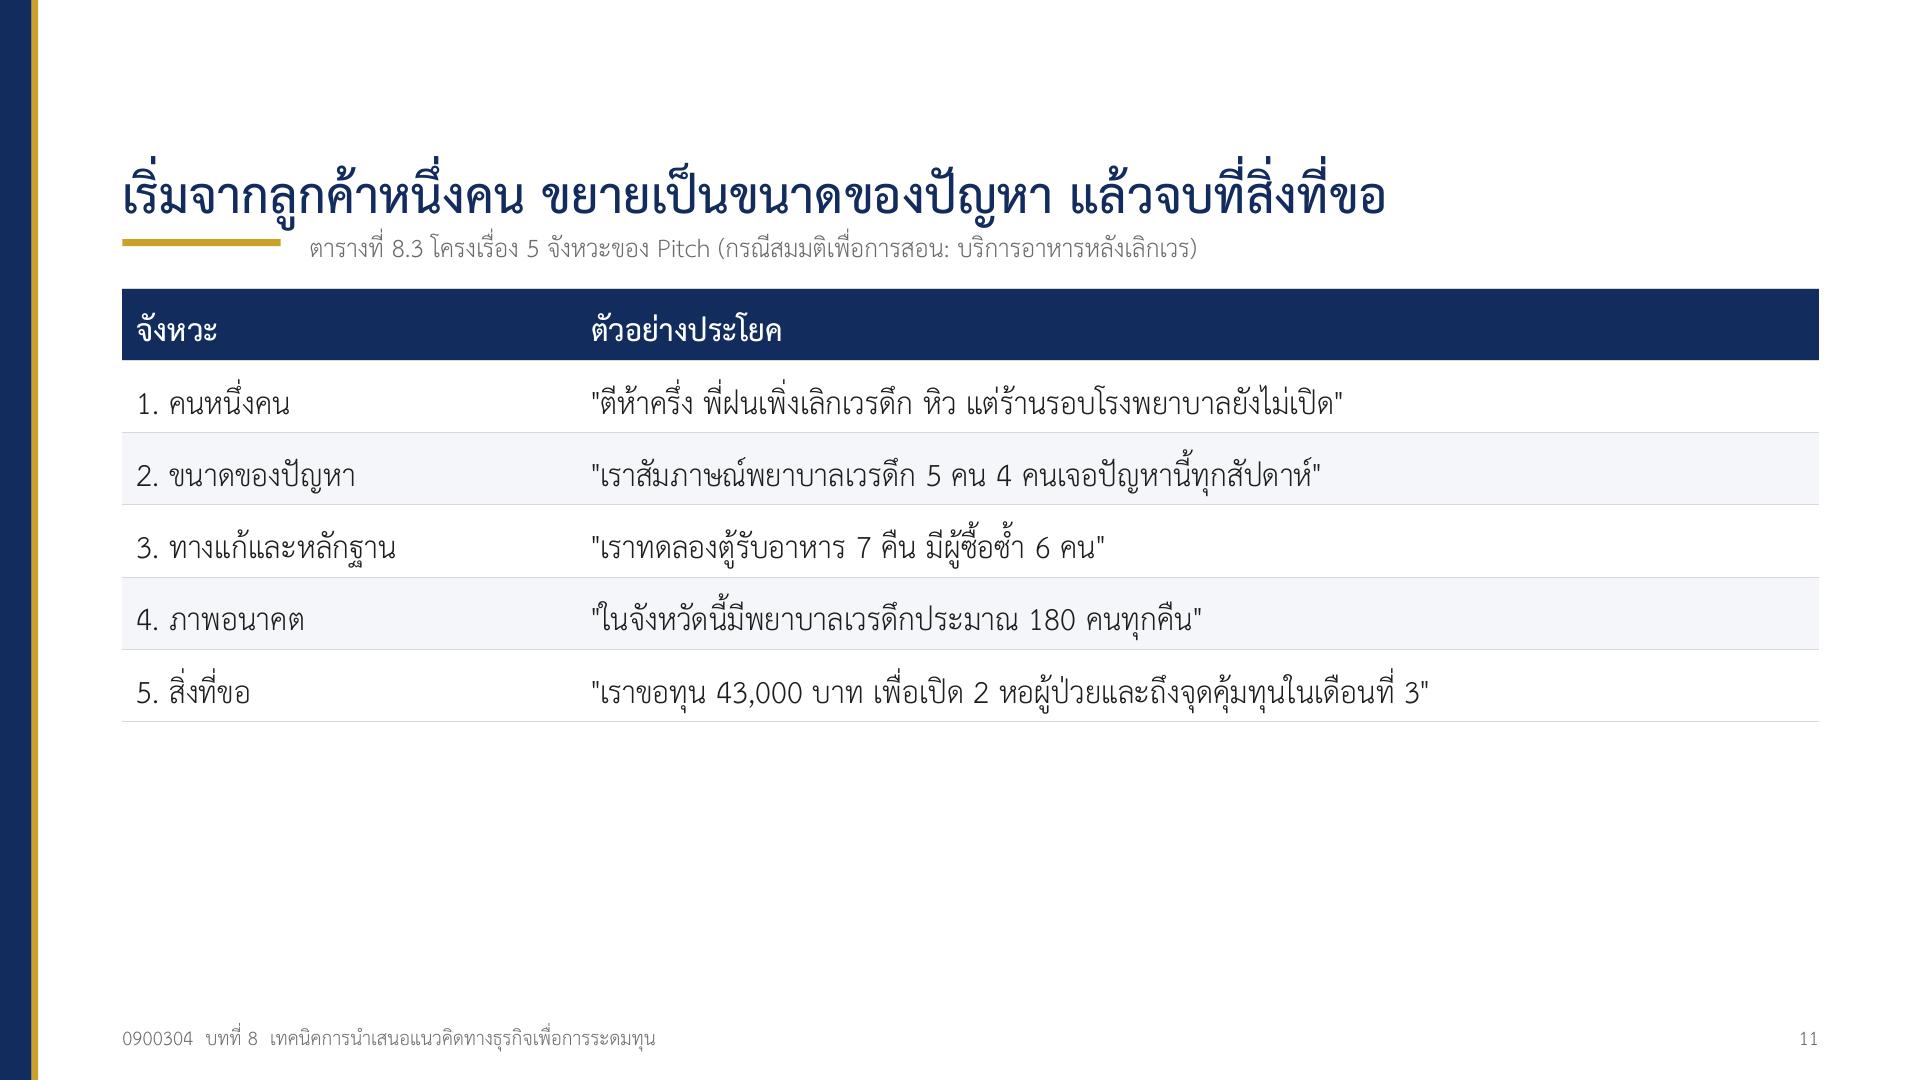 เริ่มจากลูกค้าหนึ่งคน ขยายเป็นขนาดของปัญหา แล้วจบที่สิ่งที่ขอ
ตารางที่ 8.3 โครงเรื่อง 5 จังหวะของ Pitch (กรณีสมมติเพื่อการสอน: บริการอาหารหลังเลิกเวร)
จังหวะ ตัวอย่างประโยค
1. คนหนึ่งคน "ตีห้าครึ่ง พี่ฝนเพิ่งเลิกเวรดึก หิว แต่ร้านรอบโรงพยาบาลยังไม่เปิด"
2. ขนาดของปัญหา "เราสัมภาษณ์พยาบาลเวรดึก 5 คน 4 คนเจอปัญหานี้ทุกสัปดาห์"
3. ทางแก้และหลักฐาน "เราทดลองตู้รับอาหาร 7 คืน มีผู้ซื้อซ้ำ 6 คน"
4. ภาพอนาคต "ในจังหวัดนี้มีพยาบาลเวรดึกประมาณ 180 คนทุกคืน"
5. สิ่งที่ขอ "เราขอทุน 43,000 บาท เพื่อเปิด 2 หอผู้ป่วยและถึงจุดคุ้มทุนในเดือนที่ 3"
0900304 บทที่ 8 เทคนิคการนำเสนอแนวคิดทางธุรกิจเพื่อการระดมทุน 11